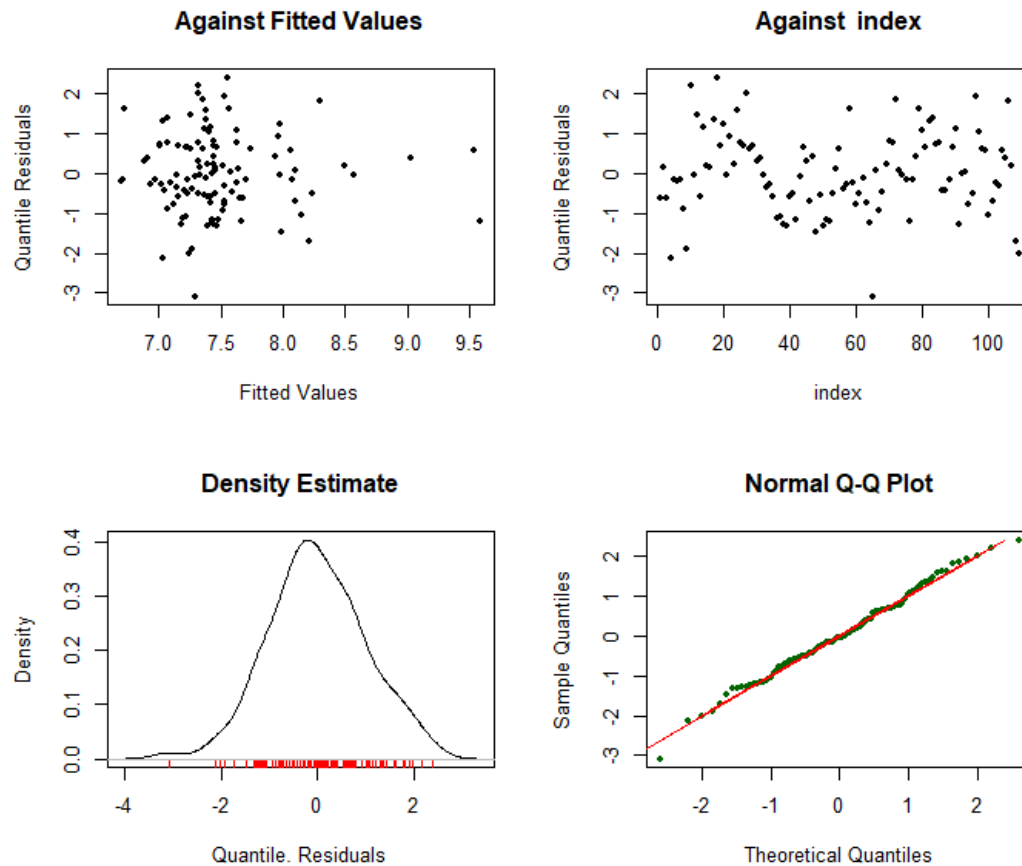 Against Fitted Values
Quantile Residuals
2
1
0
-1
-2
-3
7.0 7.5 8.0 8.5 9.0 9.5
Fitted Values
Against  index
Quantile Residuals
2
1
0
-1
-2
-3
0 20 40 60 80 100
index
Density Estimate
Density
0.4
0.3
0.2
0.1
0.0
-4 -2 0 2
Quantile. Residuals
Normal Q-Q Plot
Sample Quantiles
2
1
0
-1
-2
-3
-2 -1 0 1 2
Theoretical Quantiles